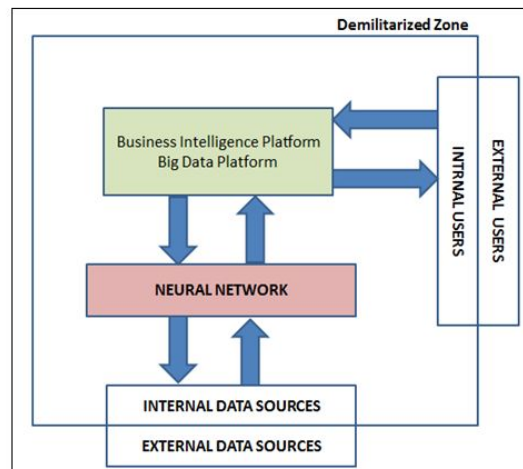 Demilitarized Zone
Business Intelligence Platform
Big Data Platform
INTRNAL USERS
EXTERNAL USERS
NEURAL NETWORK
INTERNAL DATA SOURCES
EXTERNAL DATA SOURCES